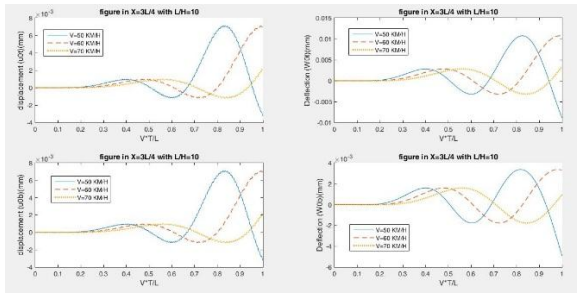 figure in X=3L/4 with L/H=10
8
6
4
2
0
-2
-4
×10⁻³
displacement (u0t)(mm)
V=50 KM/H
V=60 KM/H
V=70 KM/H
0 0.1 0.2 0.3 0.4 0.5 0.6 0.7 0.8 0.9 1
V*T/L
figure in X=3L/4 with L/H=10
0.015
0.01
0.005
0
-0.005
-0.01
Deflection (W0t)(mm)
V=50 KM/H
V=60 KM/H
V=70 KM/H
0 0.1 0.2 0.3 0.4 0.5 0.6 0.7 0.8 0.9 1
V*T/L
figure in X=3L/4 with L/H=10
8
6
4
2
0
-2
-4
×10⁻³
displacement (u0b)(mm)
V=50 KM/H
V=60 KM/H
V=70 KM/H
0 0.1 0.2 0.3 0.4 0.5 0.6 0.7 0.8 0.9 1
V*T/L
figure in X=3L/4 with L/H=10
4
2
0
-2
-4
-6
×10⁻³
Deflection (W0b)(mm)
V=50 KM/H
V=60 KM/H
V=70 KM/H
0 0.1 0.2 0.3 0.4 0.5 0.6 0.7 0.8 0.9 1
V*T/L